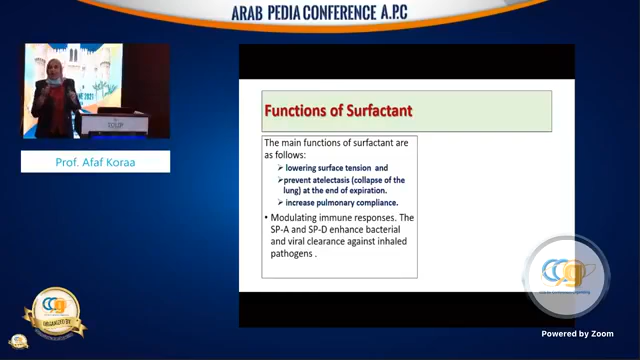 ARAB PEDIA CONFERENCE A.P.C
Prof. Afaf Koraa
Functions of Surfactant
The main functions of surfactant are
as follows:
➢ lowering surface tension and
➢prevent atelectasis (collapse of the
lung) at the end of expiration.
➢ increase pulmonary compliance.
• Modulating immune responses. The
SP-A and SP-D enhance bacterial
and viral clearance against inhaled
pathogens .
ORGANIZED BY
Powered by Zoom